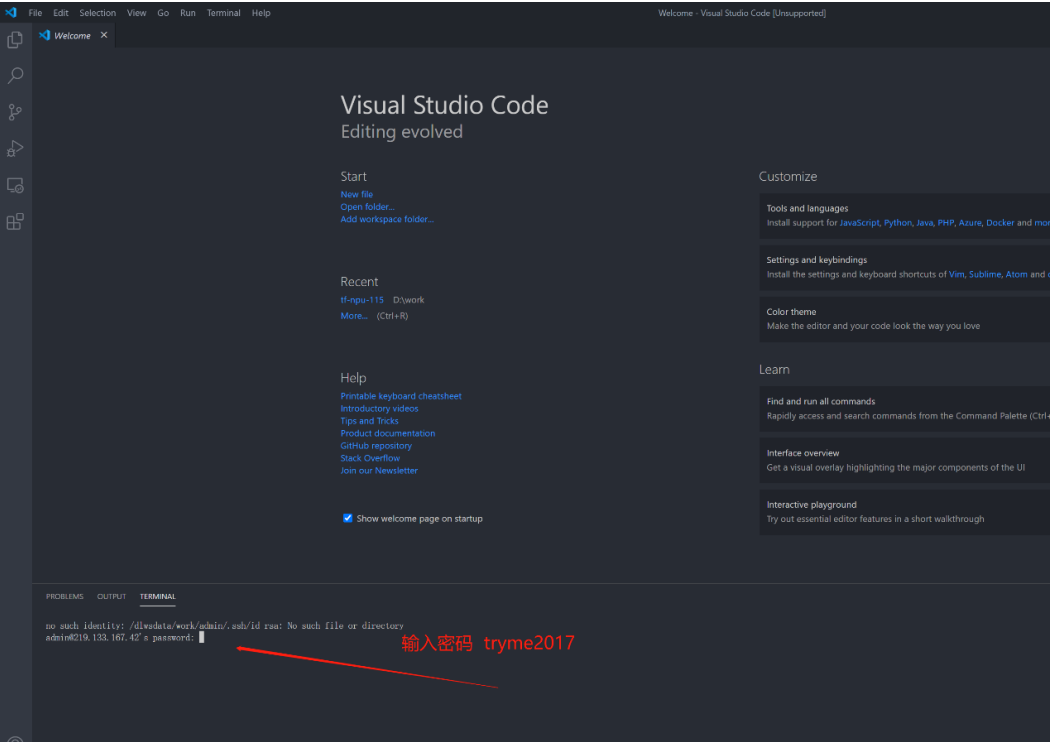 File Edit Selection View Go Run Terminal Help
Welcome - Visual Studio Code [Unsupported]
Welcome ×
Visual Studio Code
Editing evolved
Start
New file
Open folder...
Add workspace folder...
Recent
tf-npu-115 D:\work
More... (Ctrl+R)
Help
Printable keyboard cheatsheet
Introductory videos
Tips and Tricks
Product documentation
GitHub repository
Stack Overflow
Join our Newsletter
Show welcome page on startup
Customize
Tools and languages
Install support for JavaScript, Python, Java, PHP, Azure, Docker and mor
Settings and keybindings
Install the settings and keyboard shortcuts of Vim, Sublime, Atom and
Color theme
Make the editor and your code look the way you love
Learn
Find and run all commands
Rapidly access and search commands from the Command Palette (Ctrl+
Interface overview
Get a visual overlay highlighting the major components of the UI
Interactive playground
Try out essential editor features in a short walkthrough
PROBLEMS OUTPUT TERMINAL
no such identity: /dlwsdata/work/admin/.ssh/id rsa: No such file or directory
admin@219.133.167.42's password:
输入密码 tryme2017